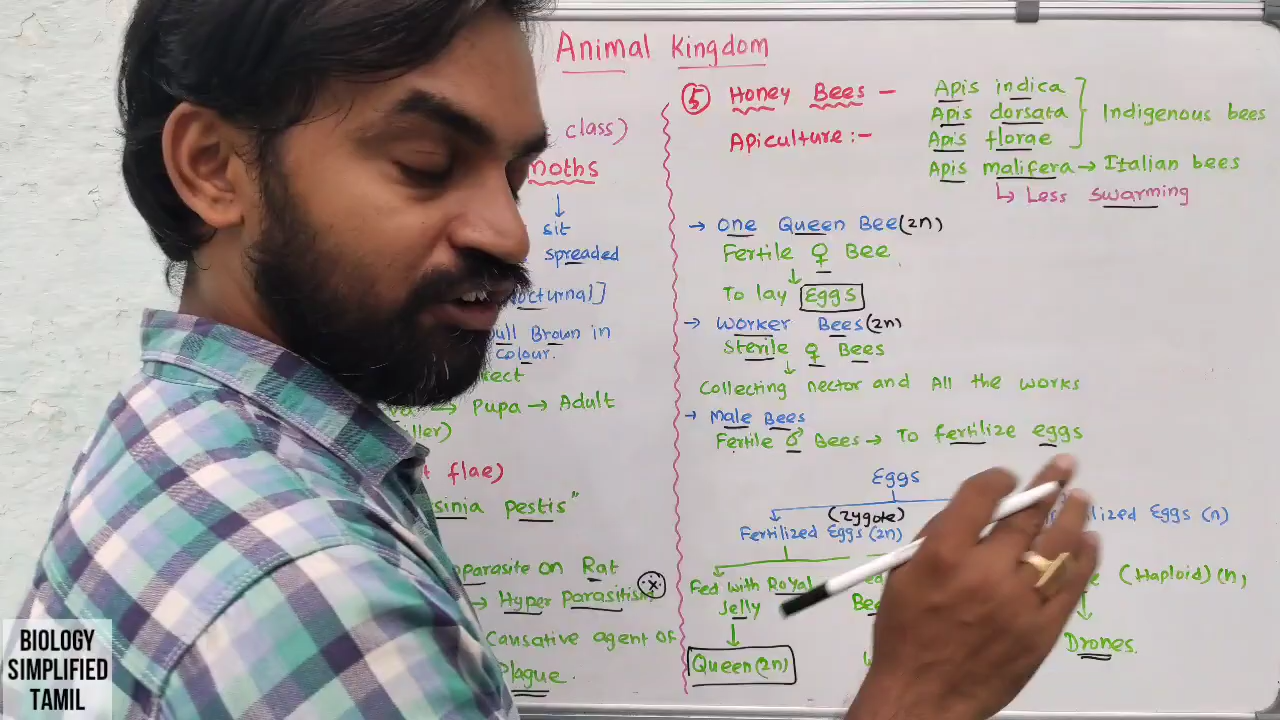 Animal Kingdom
class)
moths
sit
spreaded
ull Brown in
Colour.
Pupa → Adult
flae)
sinia pestis"
parasite on Rat
→ Hyper Parasitism
Causative agent of
Plague.
⑤ Honey Bees -
Apiculture :-
Apis indica
Apis dorsata
Apis florae
Indigenous bees
Apis malifera → Italian bees
↳ Less swarming
→ One Queen Bee (2n)
Fertile ♀ Bee
To lay Eggs
→ Worker Bees (2n)
Sterile ♀ Bees
Collecting nector and All the works
→ Male Bees
Fertile ♂ Bees → To fertilize eggs
Eggs
(zygote)
Fertilized Eggs (2n)
lized Eggs (n)
Fed with Royal
Jelly
Queen (2n)
(Haploid) (n,
Drones.
BIOLOGY
SIMPLIFIED
TAMIL